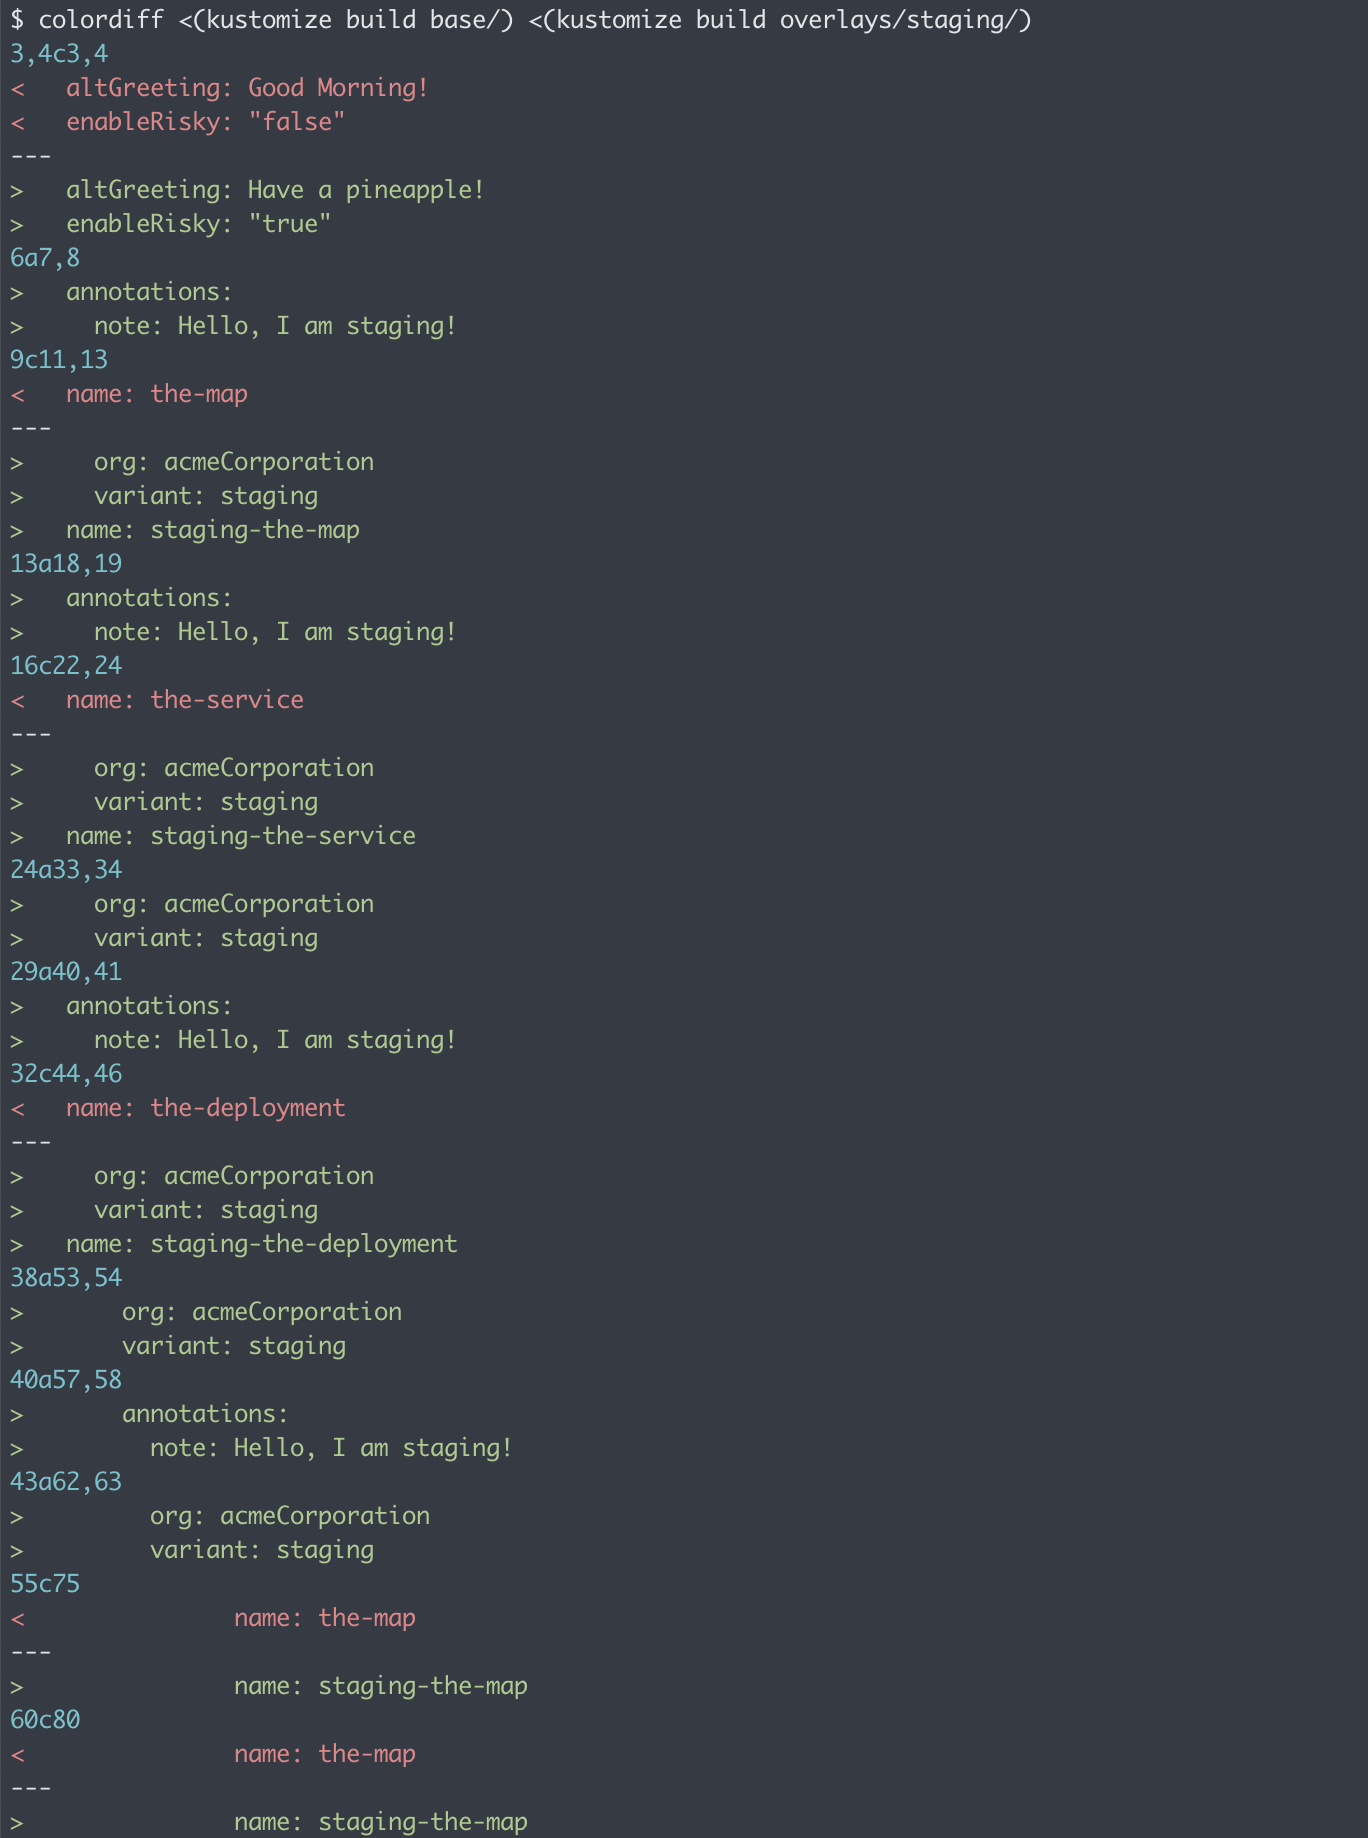 $ colordiff <(kustomize build base/) <(kustomize build overlays/staging/)
3,4c3,4
<   altGreeting: Good Morning!
<   enableRisky: "false"
---
>   altGreeting: Have a pineapple!
>   enableRisky: "true"
6a7,8
>   annotations:
>     note: Hello, I am staging!
9c11,13
<   name: the-map
---
>     org: acmeCorporation
>     variant: staging
>   name: staging-the-map
13a18,19
>   annotations:
>     note: Hello, I am staging!
16c22,24
<   name: the-service
---
>     org: acmeCorporation
>     variant: staging
>   name: staging-the-service
24a33,34
>     org: acmeCorporation
>     variant: staging
29a40,41
>   annotations:
>     note: Hello, I am staging!
32c44,46
<   name: the-deployment
---
>     org: acmeCorporation
>     variant: staging
>   name: staging-the-deployment
38a53,54
>       org: acmeCorporation
>       variant: staging
40a57,58
>       annotations:
>         note: Hello, I am staging!
43a62,63
>         org: acmeCorporation
>         variant: staging
55c75
<               name: the-map
---
>               name: staging-the-map
60c80
<               name: the-map
---
>               name: staging-the-map